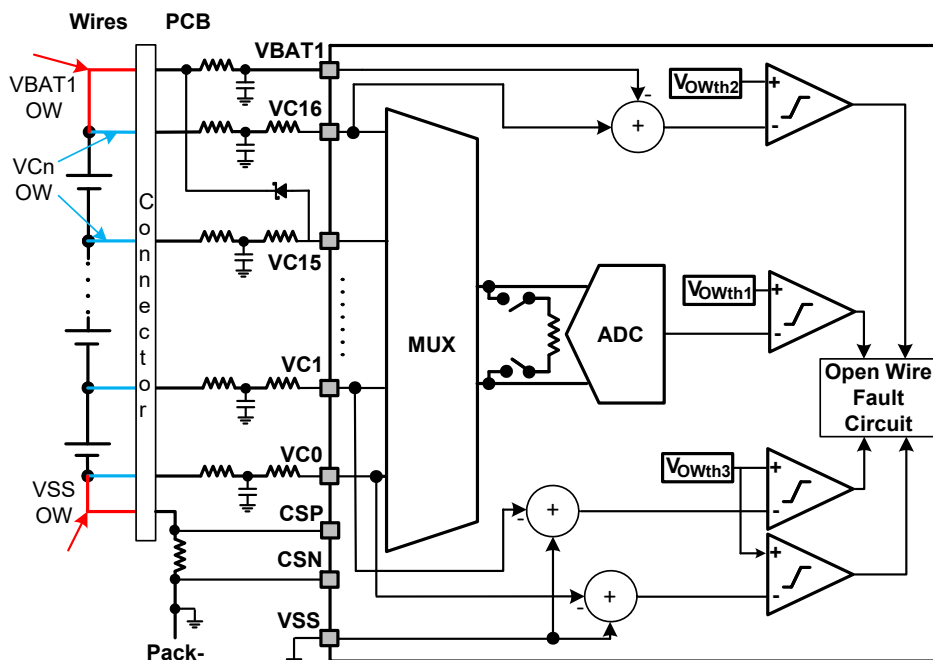 Wires PCB
VBAT1
VBAT1
OW
VC16
VCn
OW
Connector
VC15
VC1
VC0
VSS
OW
CSP
CSN
VSS
Pack-
MUX
ADC
+
-
VOWth2
+
-
VOWth1
+
-
Open Wire
Fault
Circuit
VOWth3
+
-
+
-
+
-
+
-